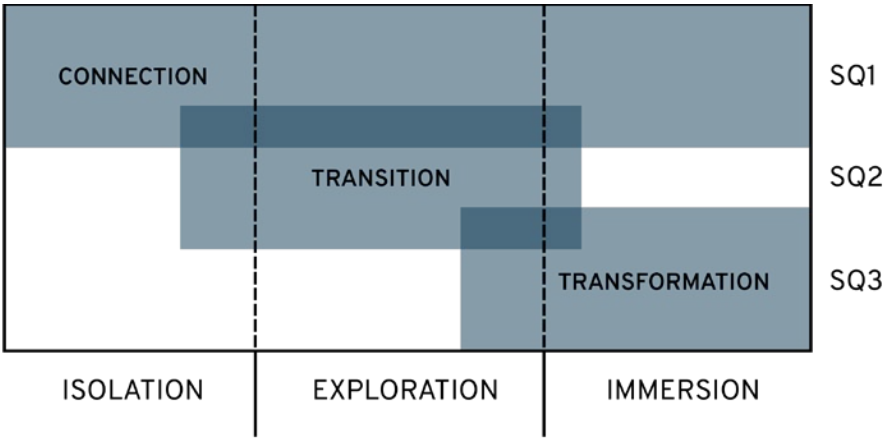 CONNECTION
SQ1
TRANSITION
SQ2
TRANSFORMATION
SQ3
ISOLATION
EXPLORATION
IMMERSION